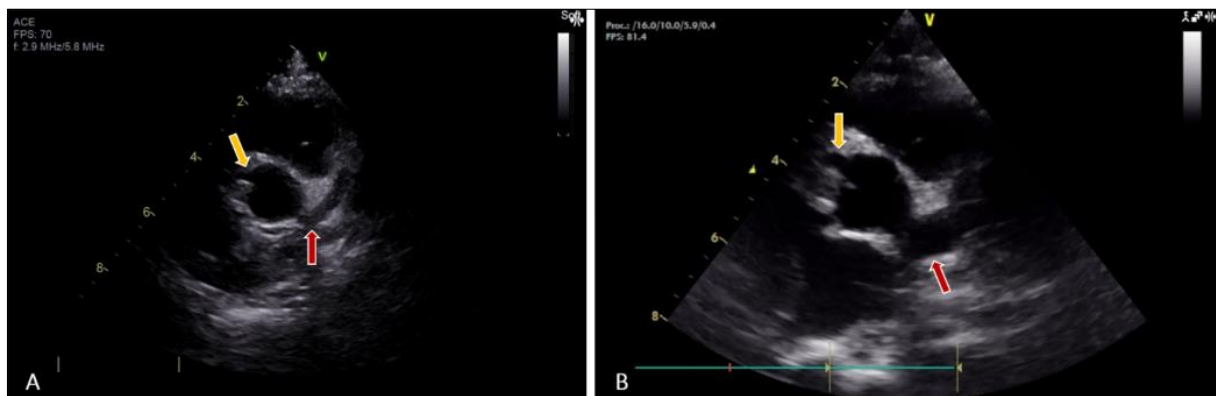 ACE
FPS: 70
f: 2.9 MHz/5.8 MHz
V
2
4
6
8
A
Proc.: /16.0/10.0/5.9/0.4
FPS: 81.4
V
2
4
6
8
B